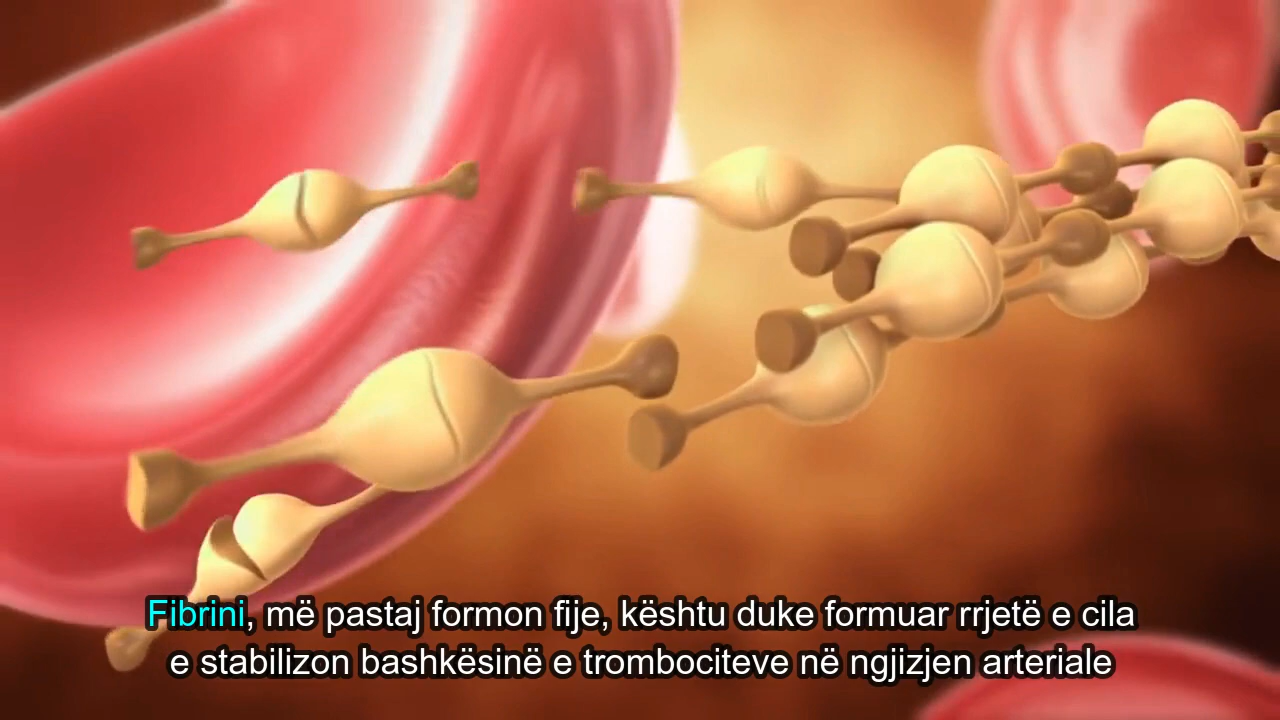 Fibrini, më pastaj formon fije, kështu duke formuar rrjetë e cila
e stabilizon bashkësinë e trombociteve në ngjizjen arteriale